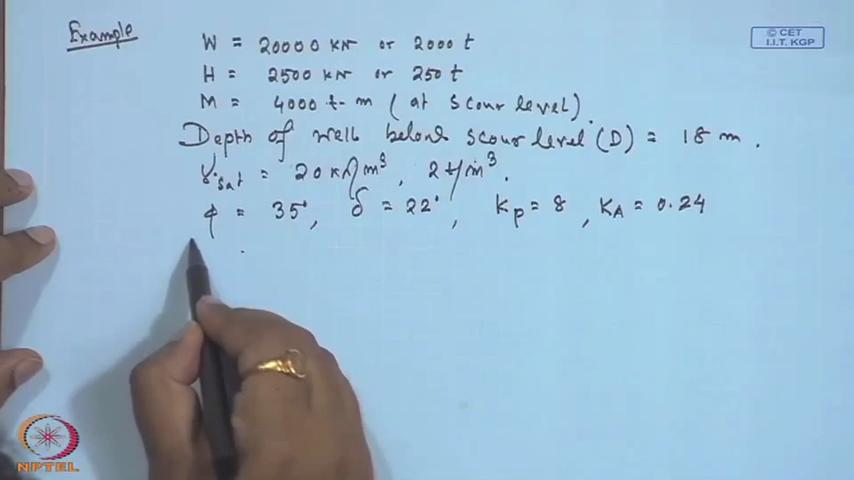 Example
© CET
I.I.T. KGP
W = 20000 kN or 2000 t
H = 2500 kN or 250 t
M = 4000 t-m (at scour level).
Depth of well below scour level (D) = 18 m.
γsat = 20 kN/m³, 2 t/m³.
φ = 35°, δ = 22°, Kp = 8, KA = 0.24
NPTEL